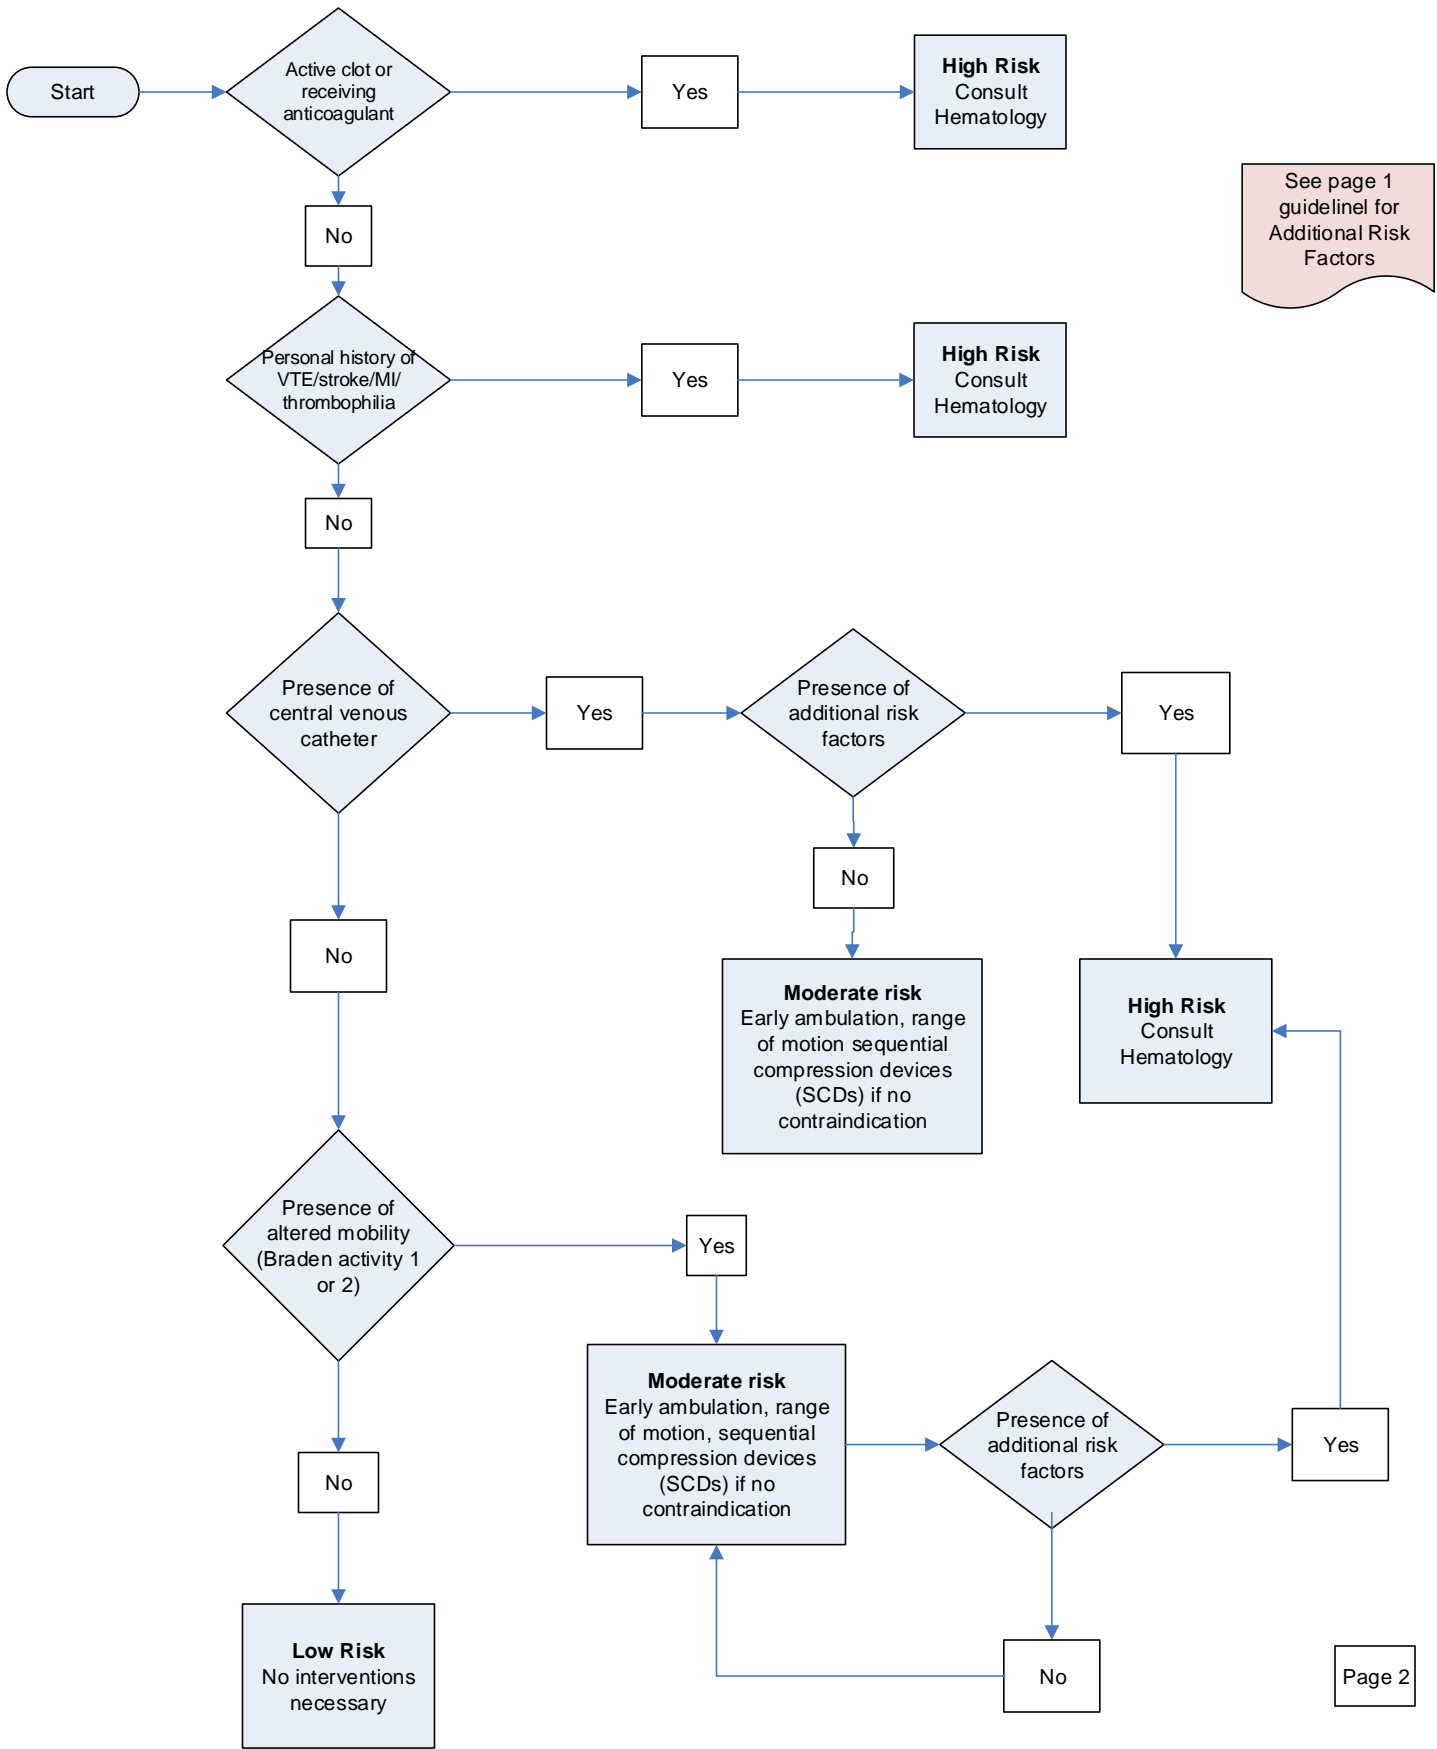 Start
Active clot or
receiving
anticoagulant
Yes
High Risk
Consult
Hematology
See page 1
guidelinel for
Additional Risk
Factors
No
Personal history of
VTE/stroke/MI/
thrombophilia
Yes
High Risk
Consult
Hematology
No
Presence of
central venous
catheter
Yes
Presence of
additional risk
factors
Yes
No
No
Moderate risk
Early ambulation, range
of motion sequential
compression devices
(SCDs) if no
contraindication
High Risk
Consult
Hematology
Presence of
altered mobility
(Braden activity 1
or 2)
Yes
Moderate risk
Early ambulation, range
of motion, sequential
compression devices
(SCDs) if no
contraindication
Presence of
additional risk
factors
Yes
No
Low Risk
No interventions
necessary
No
Page 2